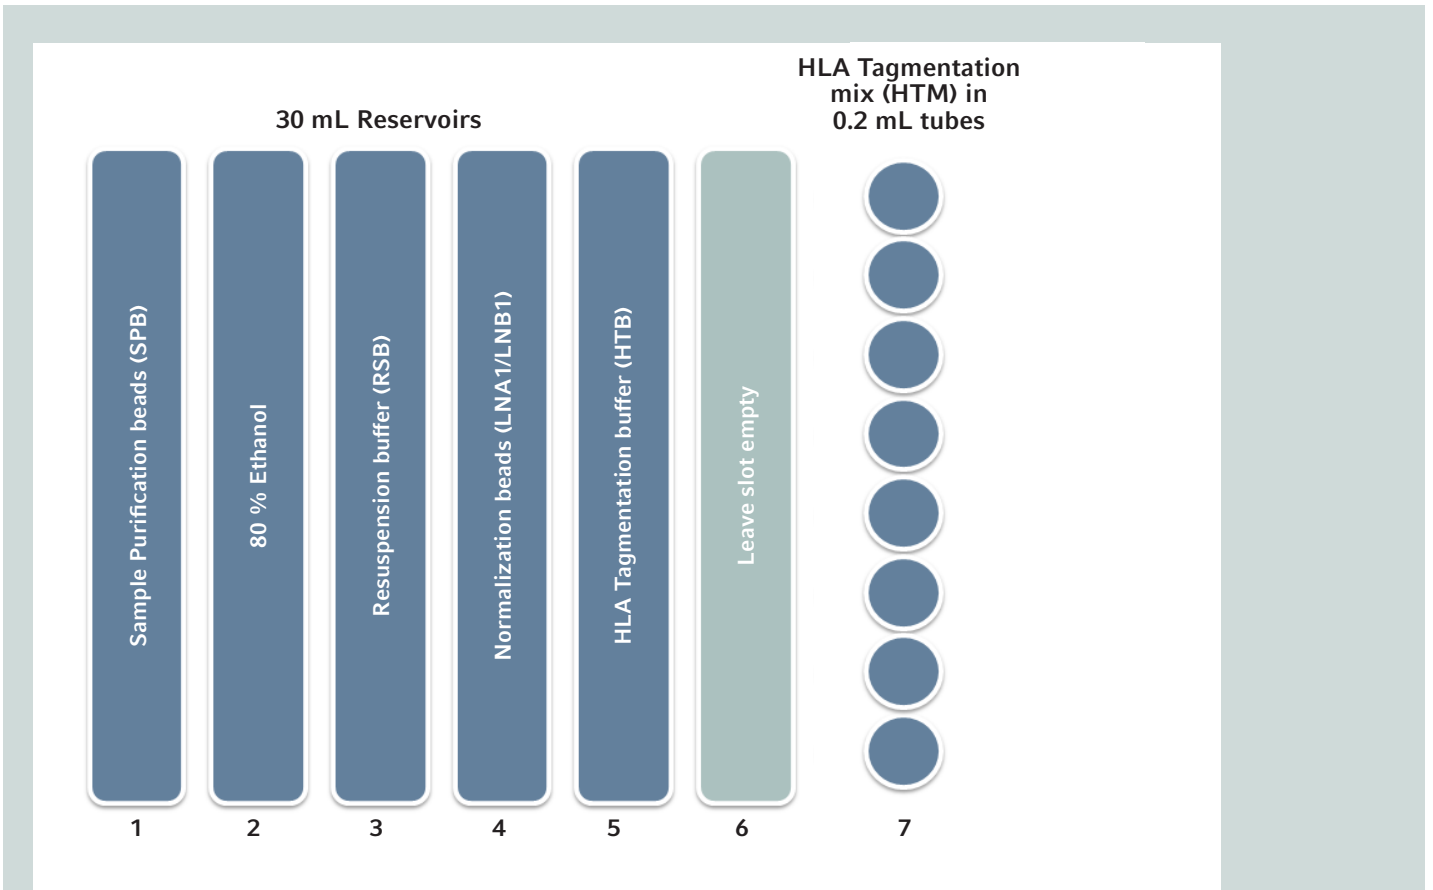 HLA Tagmentation
mix (HTM) in
0.2 mL tubes
30 mL Reservoirs
Sample Purification beads (SPB)
80 % Ethanol
Resuspension buffer (RSB)
Normalization beads (LNA1/LNB1)
HLA Tagmentation buffer (HTB)
Leave slot empty
1
2
3
4
5
6
7